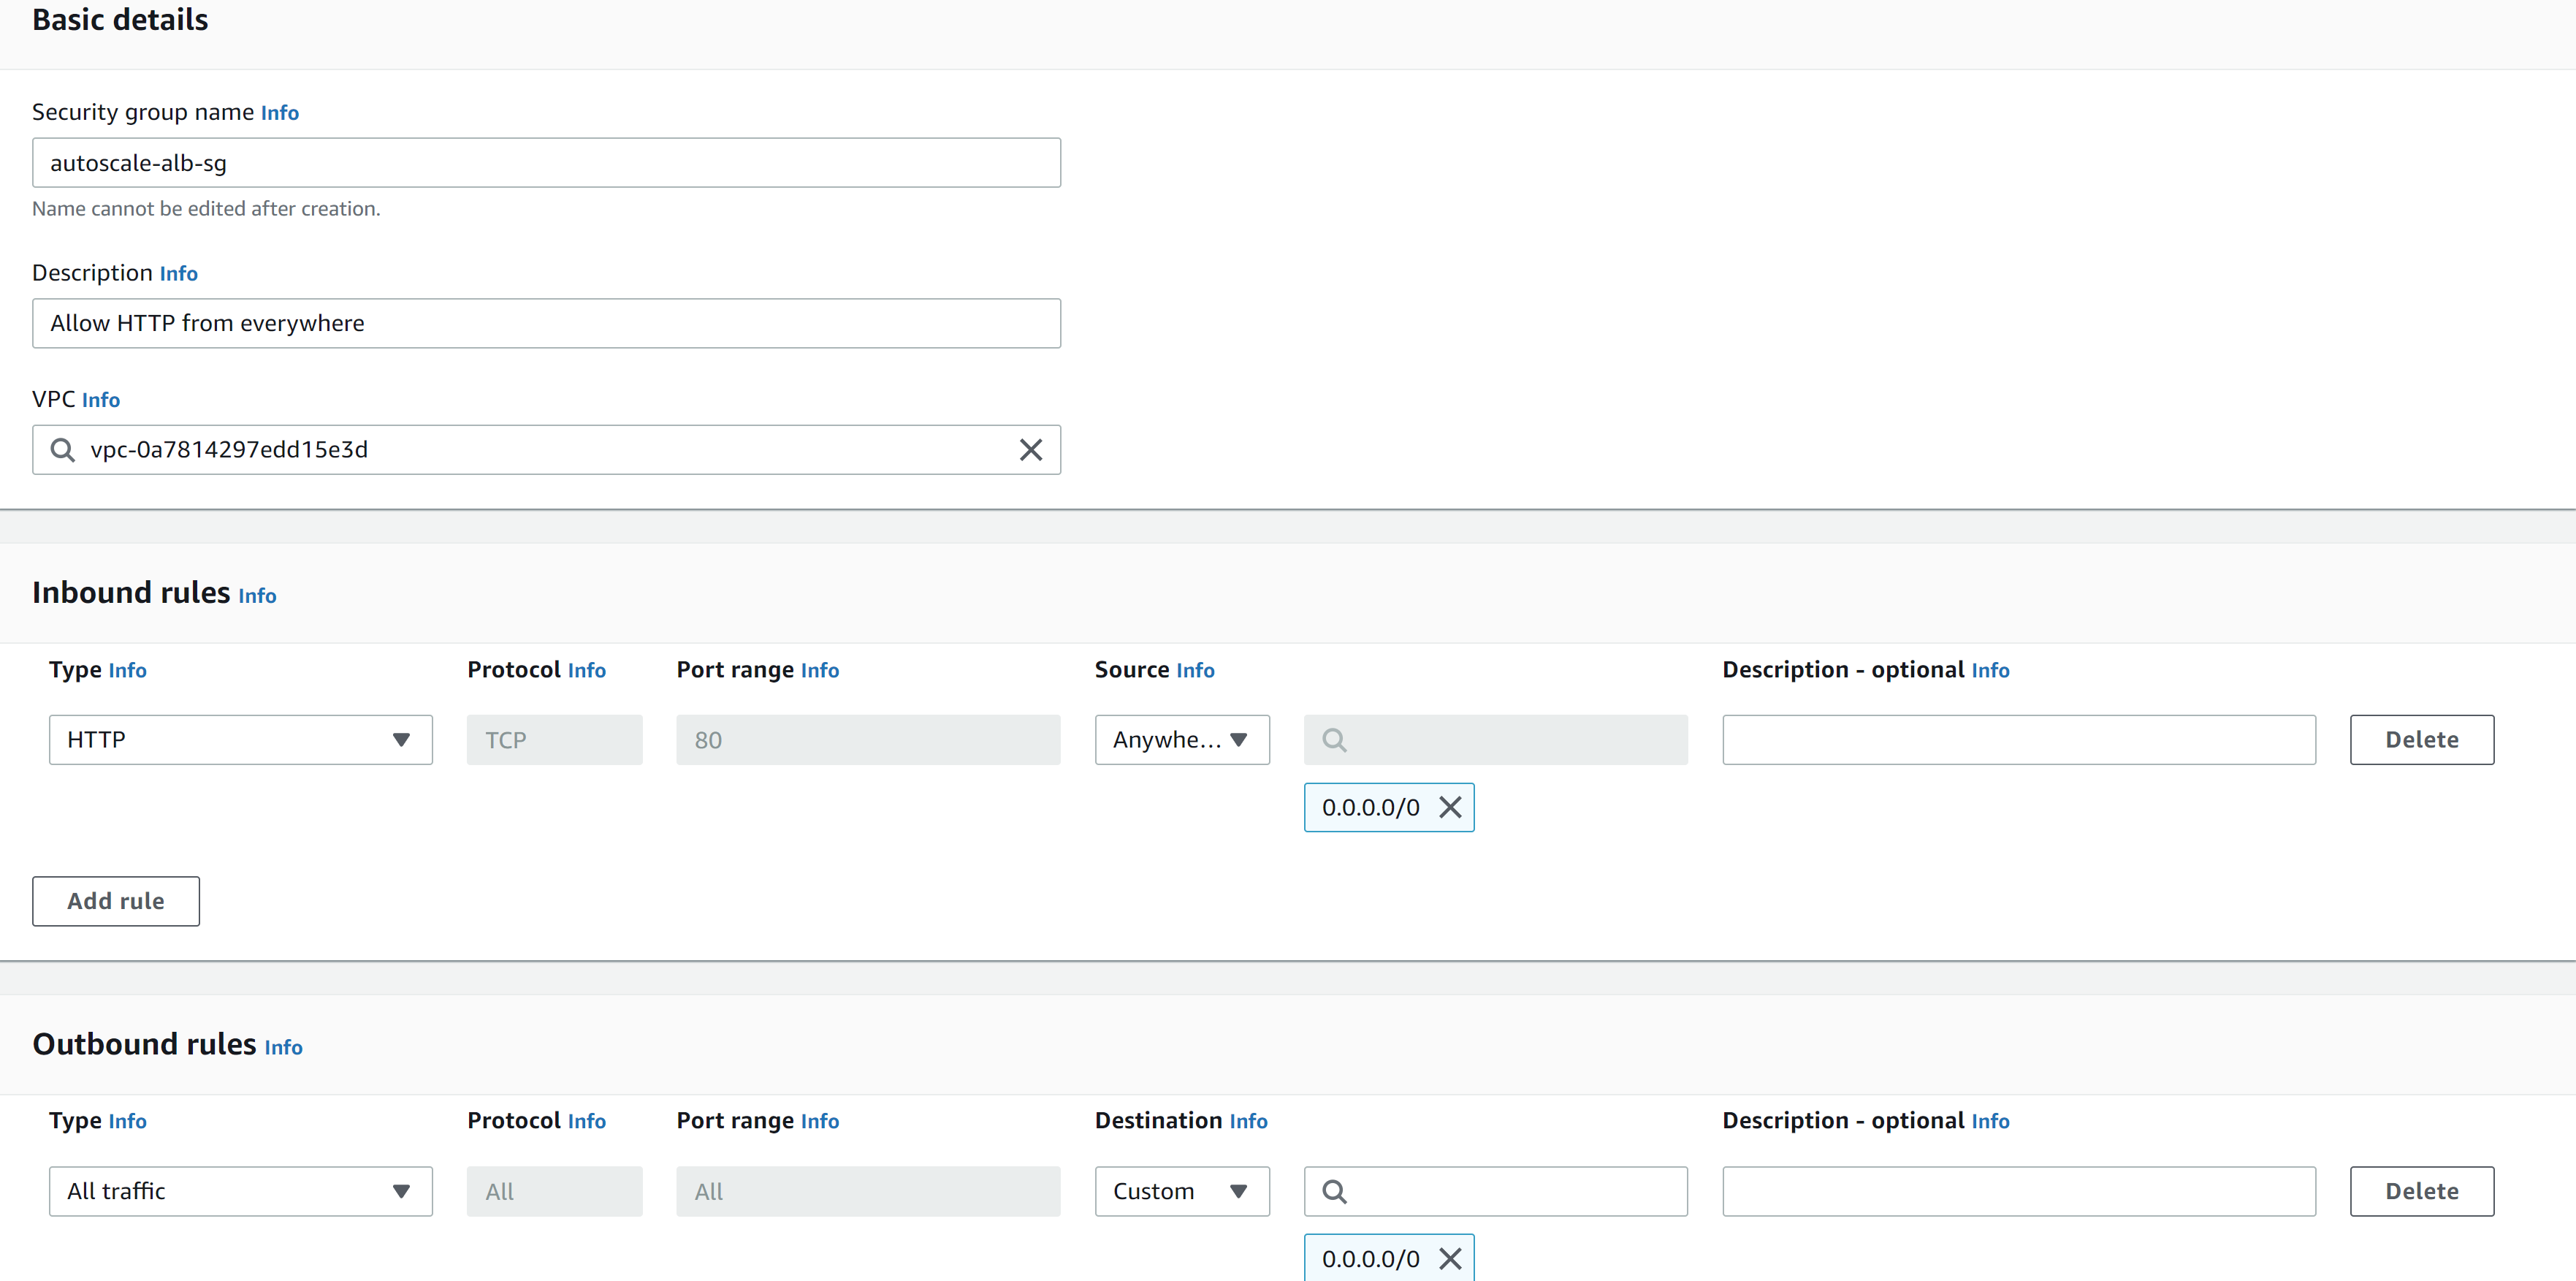 Basic details
Security group name Info
autoscale-alb-sg
Name cannot be edited after creation.
Description Info
Allow HTTP from everywhere
VPC Info
vpc-0a7814297edd15e3d
Inbound rules Info
Type Info Protocol Info Port range Info Source Info Description - optional Info
HTTP TCP 80 Anywhe... Delete
0.0.0.0/0
Add rule
Outbound rules Info
Type Info Protocol Info Port range Info Destination Info Description - optional Info
All traffic All All Custom Delete
0.0.0.0/0